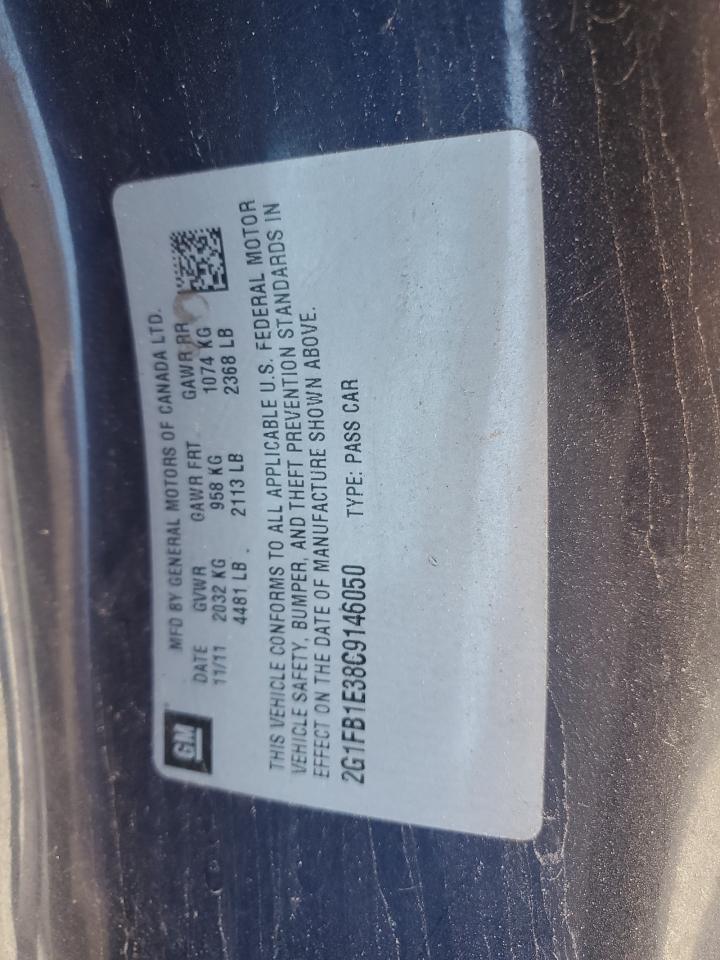 GM
MFD BY GENERAL MOTORS OF CANADA LTD.
DATE GVWR GAWR FRT GAWR RR
11/11 2032 KG 958 KG 1074 KG
4481 LB 2113 LB 2368 LB
THIS VEHICLE CONFORMS TO ALL APPLICABLE U.S. FEDERAL MOTOR
VEHICLE SAFETY, BUMPER, AND THEFT PREVENTION STANDARDS IN
EFFECT ON THE DATE OF MANUFACTURE SHOWN ABOVE.
2G1FB1E38C9146050 TYPE: PASS CAR